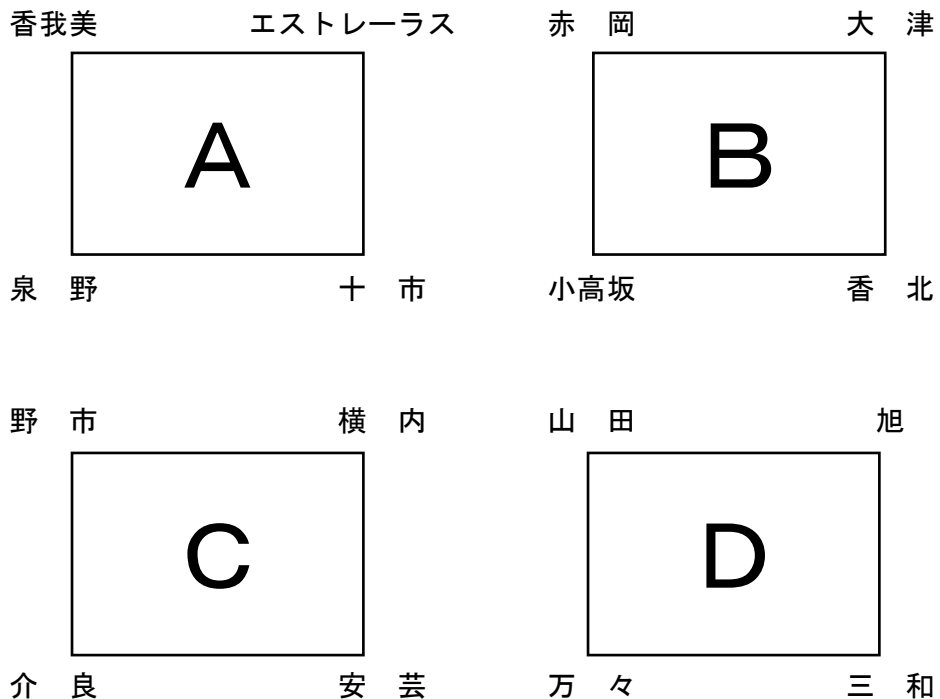 香我美 エストレーラス 赤岡 大津
A B
泉野 十市 小高坂 香北
野市 横内 山田 旭
C D
介良 安芸 万々 三和